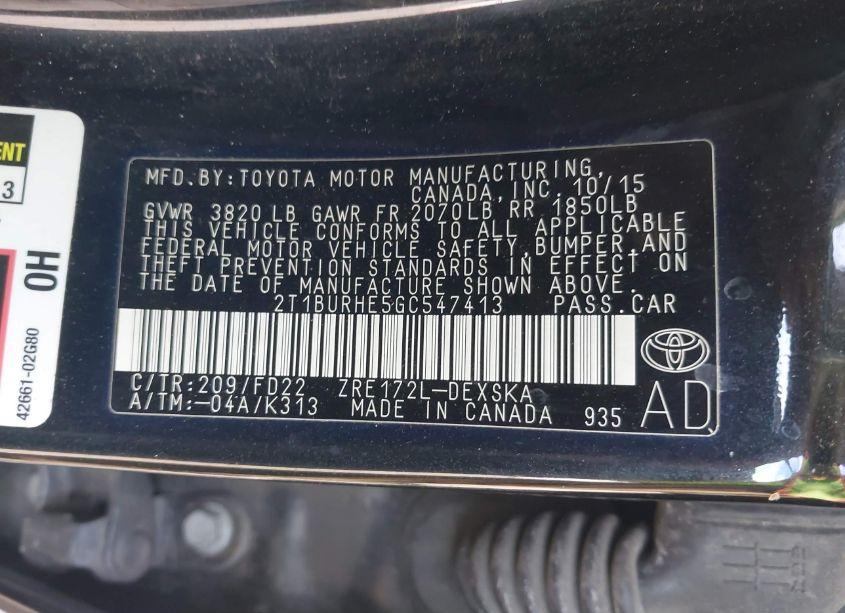 MFD.BY:TOYOTA MOTOR MANUFACTURING,
CANADA,INC, 10/15
GVWR 3820 LB GAWR FR 2070LB RR 1850LB
THIS VEHICLE CONFORMS TO ALL APPLICABLE
FEDERAL MOTOR VEHICLE SAFETY,BUMPER,AND
THEFT PREVENTION STANDARDS IN EFFECT ON
THE DATE OF MANUFACTURE SHOWN ABOVE.
2T1BURHE5GC547413 PASS.CAR
C/TR:209/FD22 ZRE172L-DEXSKA
A/TM:-04A/K313 MADE IN CANADA 935 AD
0H
42661-02G80